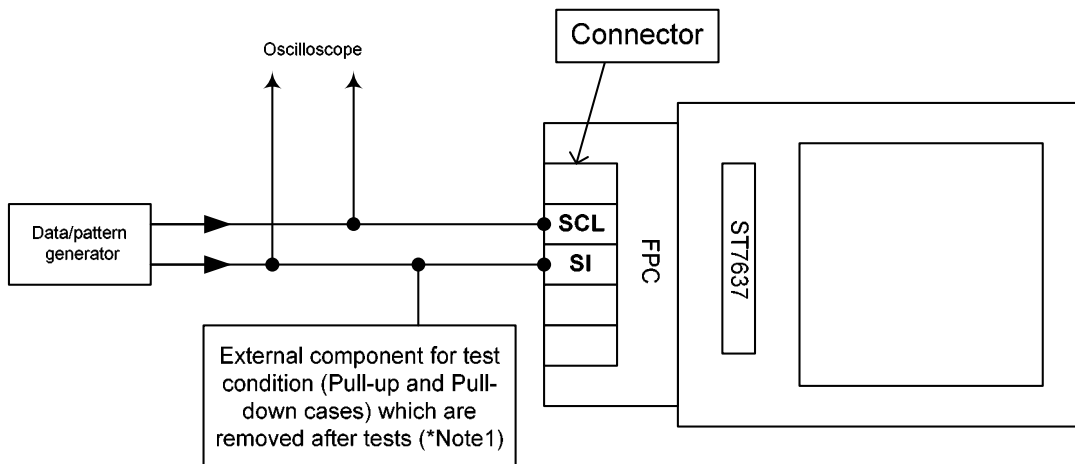 Oscilloscope
Connector
Data/pattern
generator
SCL
SI
FPC
ST7637
External component for test
condition (Pull-up and Pull-
down cases) which are
removed after tests (*Note1)